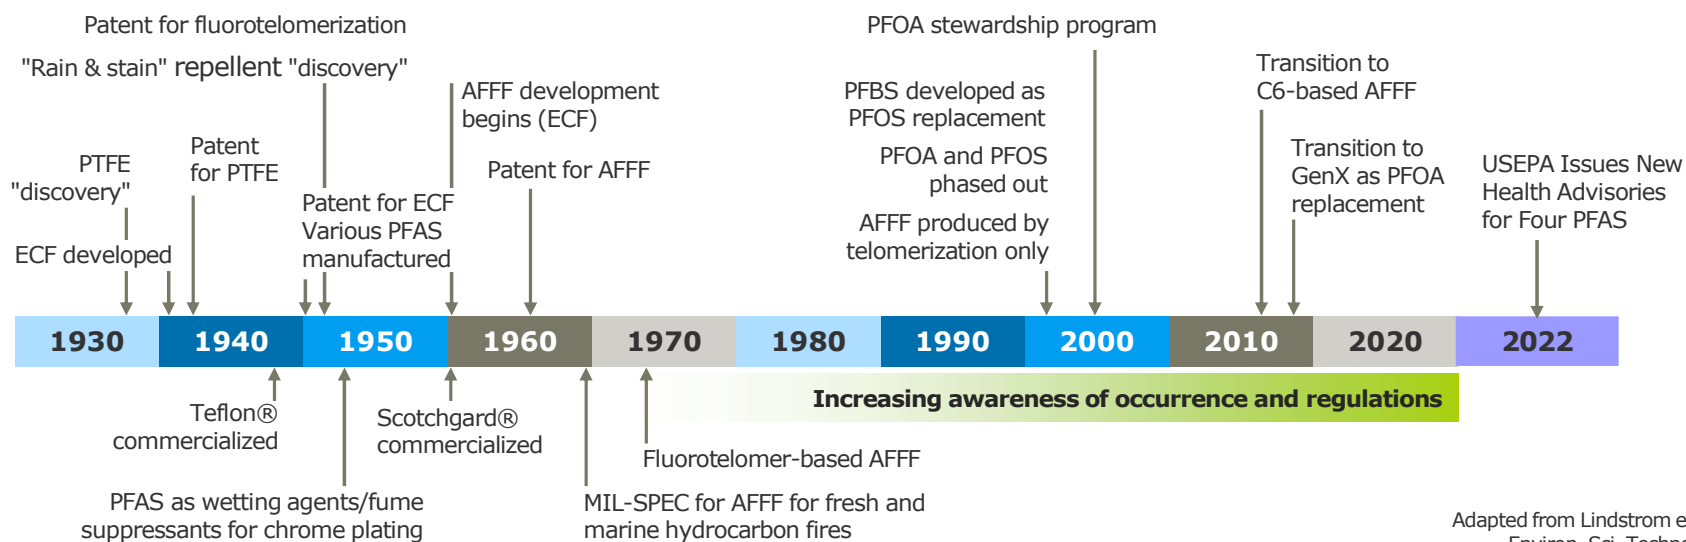 Patent for fluorotelomerization
"Rain & stain" repellent "discovery"
PTFE
"discovery"
ECF developed
Patent
for PTFE
Patent for ECF
Various PFAS
manufactured
AFFF development
begins (ECF)
Patent for AFFF
PFOA stewardship program
PFBS developed as
PFOS replacement
PFOA and PFOS
phased out
AFFF produced by
telomerization only
Transition to
C6-based AFFF
Transition to
GenX as PFOA
replacement
USEPA Issues New
Health Advisories
for Four PFAS
1930 1940 1950 1960 1970 1980 1990 2000 2010 2020 2022
Increasing awareness of occurrence and regulations
Teflon®
commercialized
PFAS as wetting agents/fume
suppressants for chrome plating
Scotchgard®
commercialized
Fluorotelomer-based AFFF
MIL-SPEC for AFFF for fresh and
marine hydrocarbon fires
Adapted from Lindstrom e
Environ. Sci. Techno